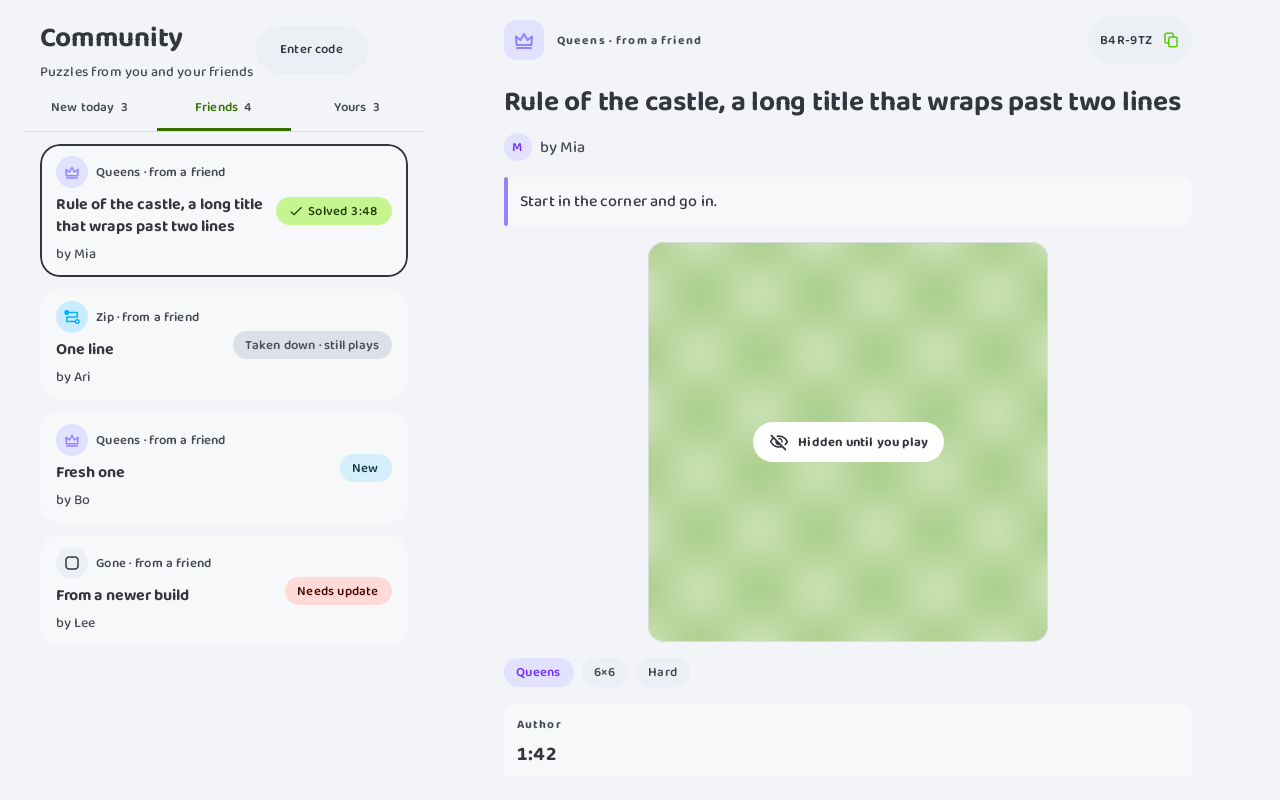 Community
Enter code
Puzzles from you and your friends
New today 3
Friends 4
Yours 3
Queens · from a friend
Rule of the castle, a long title
that wraps past two lines
Solved 3:48
by Mia
Zip · from a friend
One line
Taken down · still plays
by Ari
Queens · from a friend
Fresh one
New
by Bo
Gone · from a friend
From a newer build
Needs update
by Lee
Queens · from a friend
B4R-9TZ
Rule of the castle, a long title that wraps past two lines
M by Mia
Start in the corner and go in.
Hidden until you play
Queens
6×6
Hard
Author
1:42